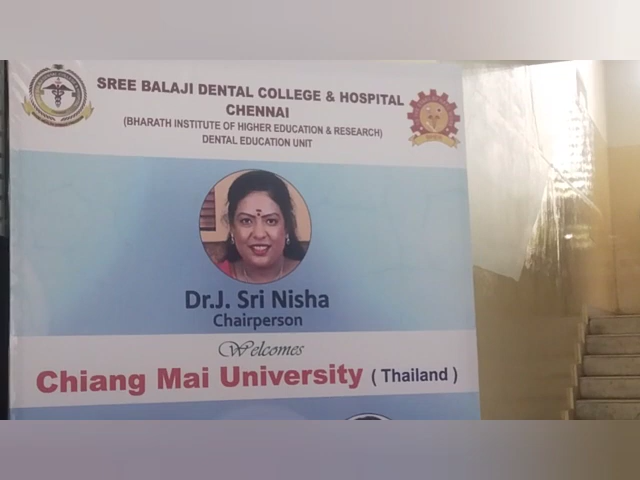 SREE BALAJI DENTAL COLLEGE & HOSPITAL
CHENNAI
(BHARATH INSTITUTE OF HIGHER EDUCATION & RESEARCH)
DENTAL EDUCATION UNIT
Dr.J. Sri Nisha
Chairperson
Welcomes
Chiang Mai University ( Thailand )